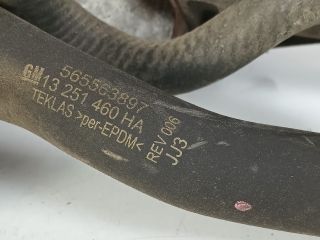 565563897
GM 13 251 460 HA
TEKLAS >per-EPDM<
REV 006
JJ3